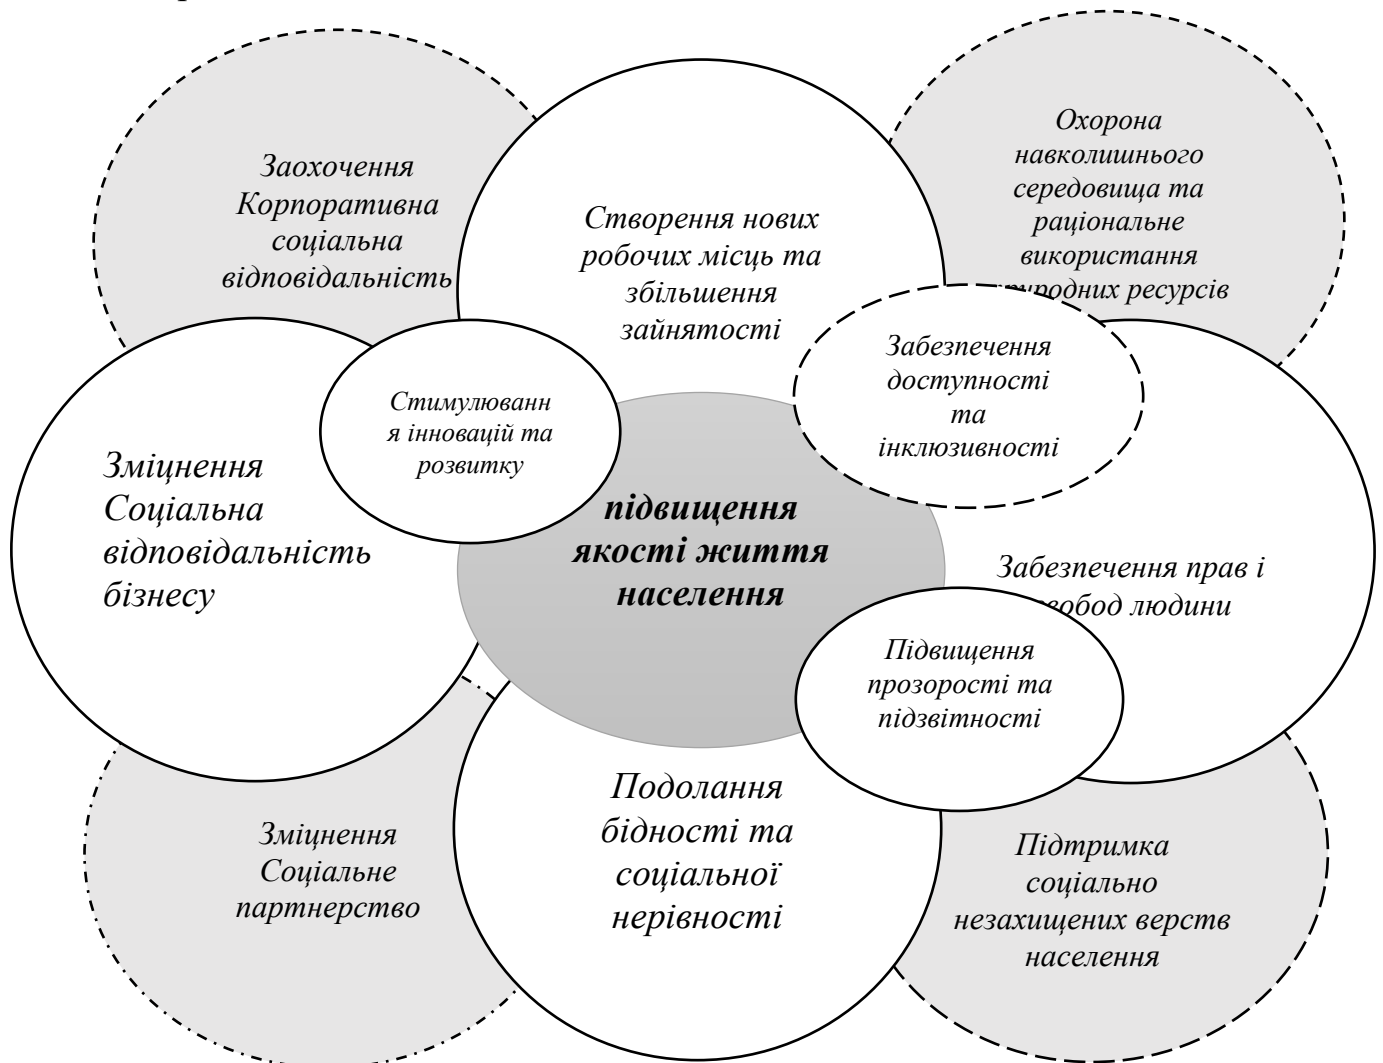 Заохочення
Корпоративна
соціальна
відповідальність
Створення нових
робочих місць та
збільшення
зайнятості
Охорона
навколишнього
середовища та
раціональне
використання
ресурсів
Стимулюванн
я інновацій та
розвитку
Забезпечення
доступності
та
інклюзивності
Зміцнення
Соціальна
відповідальність
бізнесу
підвищення
якості життя
населення
Забезпечення прав і
людини
Підвищення
прозорості та
підзвітності
Зміцнення
Соціальне
партнерство
Подолання
бідності та
соціальної
нерівності
Підтримка
соціально
незахищених верств
населення